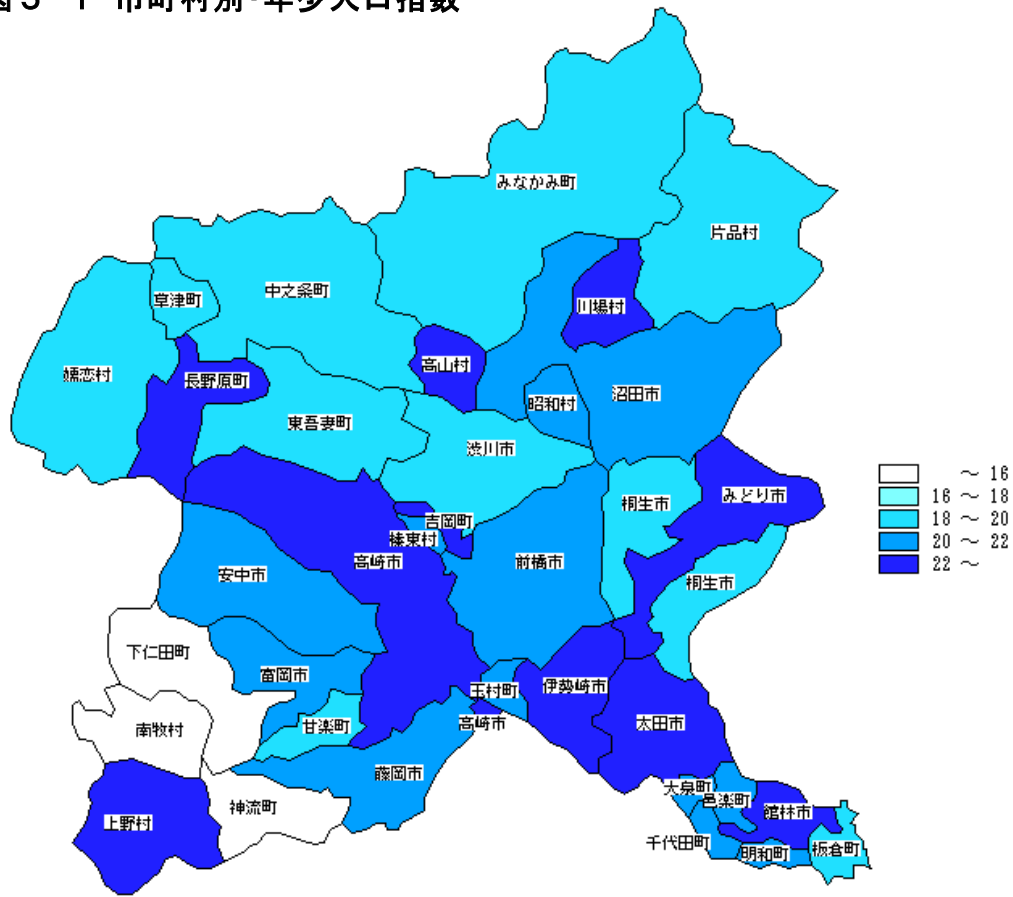 図３－１ 市町村別・年少人口指数
みなかみ町
片品村
中之条町
草津町
川場村
高山村
嬬恋村
長野原町
昭和村
沼田市
東吾妻町
渋川市
みどり市
桐生市
吉岡町
榛東村
高崎市
前橋市
安中市
桐生市
下仁田町
富岡市
玉村町
伊勢崎市
甘楽町
高崎市
太田市
南牧村
藤岡市
大泉町
邑楽町
神流町
館林市
上野村
千代田町
明和町
板倉町
～ 16
16 ～ 18
18 ～ 20
20 ～ 22
22 ～